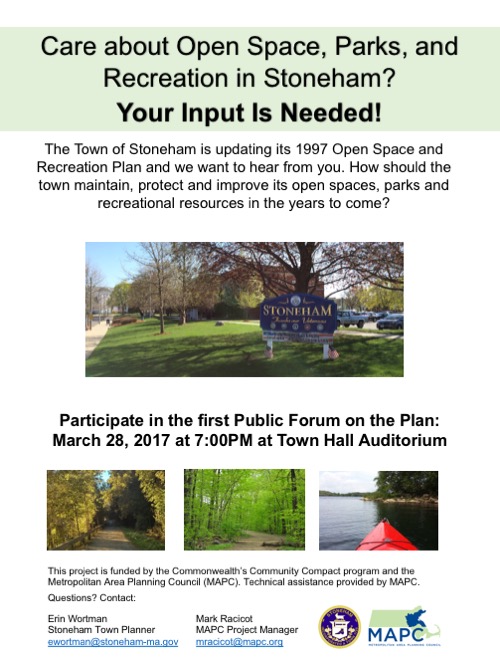 Care about Open Space, Parks, and
Recreation in Stoneham?
Your Input Is Needed!
The Town of Stoneham is updating its 1997 Open Space and
Recreation Plan and we want to hear from you. How should the
town maintain, protect and improve its open spaces, parks and
recreational resources in the years to come?
STONEHAM
Participate in the first Public Forum on the Plan:
March 28, 2017 at 7:00PM at Town Hall Auditorium
This project is funded by the Commonwealth's Community Compact program and the
Metropolitan Area Planning Council (MAPC). Technical assistance provided by MAPC.
Questions? Contact:
Erin Wortman
Stoneham Town Planner
ewortman@stoneham-ma.gov
Mark Racicot
MAPC Project Manager
mracicot@mapc.org
STONEHAM
MAPC
METROPOLITAN AREA PLANNING COUNCIL